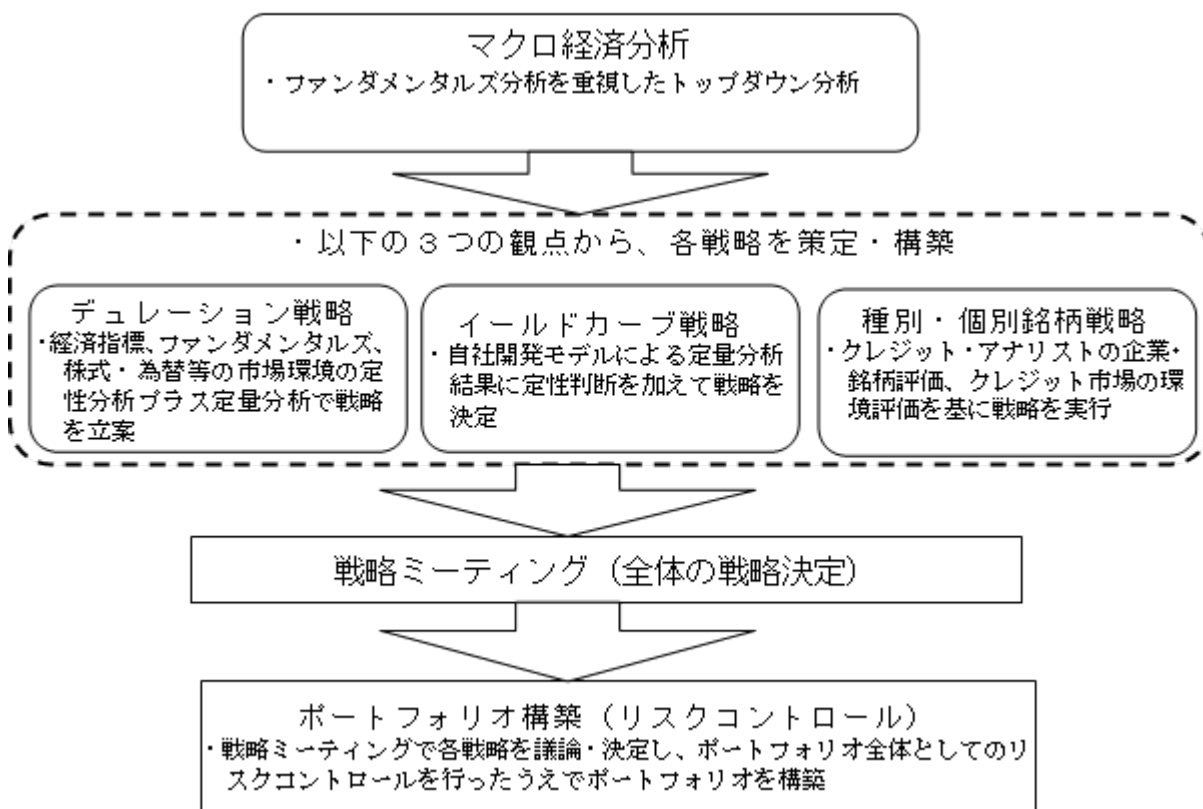 マクロ経済分析
・ファンダメンタルズ分析を重視したトップダウン分析
・以下の３つの観点から、各戦略を策定・構築
デュレーション戦略
・経済指標、ファンダメンタルズ、
株式・為替等の市場環境の定
性分析プラス定量分析で戦略
を立案
イールドカーブ戦略
・自社開発モデルによる定量分析
結果に定性判断を加えて戦略を
決定
種別・個別銘柄戦略
・クレジット・アナリストの企業・
銘柄評価、クレジット市場の環
境評価を基に戦略を実行
戦略ミーティング（全体の戦略決定）
ポートフォリオ構築（リスクコントロール）
・戦略ミーティングで各戦略を議論・決定し、ポートフォリオ全体としてのリ
スクコントロールを行ったうえでポートフォリオを構築